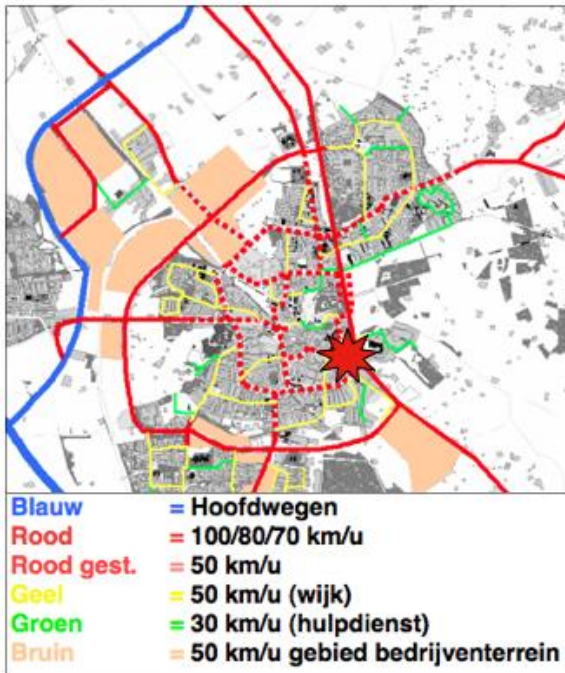 Blauw = Hoofdwegen
Rood = 100/80/70 km/u
Rood gest. = 50 km/u
Geel = 50 km/u (wijk)
Groen = 30 km/u (hulpdienst)
Bruin = 50 km/u gebied bedrijventerrein